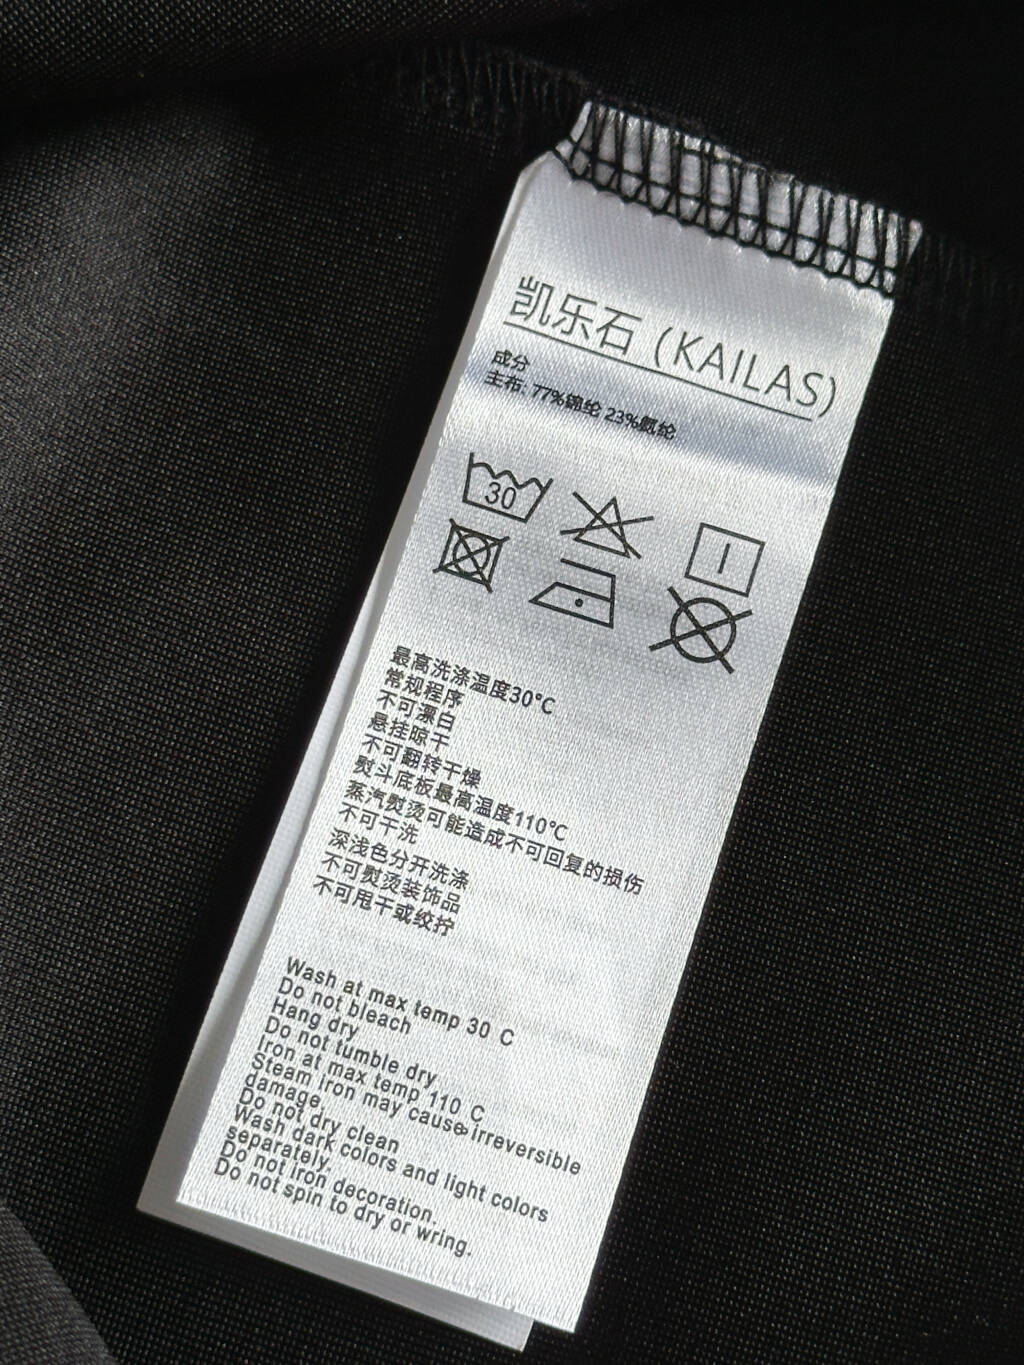 凯乐石 (KAILAS)
成分
主布: 77%锦纶 23%氨纶
30
最高洗涤温度30°C
常规程序
不可漂白
悬挂晾干
不可翻转干燥
熨斗底板最高温度110°C
蒸汽熨烫可能造成不可回复的损伤
不可干洗
深浅色分开洗涤
不可熨烫装饰品
不可甩干或绞拧
Wash at max temp 30 C
Do not bleach
Hang dry
Do not tumble dry
Iron at max temp 110 C
Steam iron may cause irreversible
damage.
Do not dry clean
Wash dark colors and light colors
separately.
Do not iron decoration.
Do not spin to dry or wring.